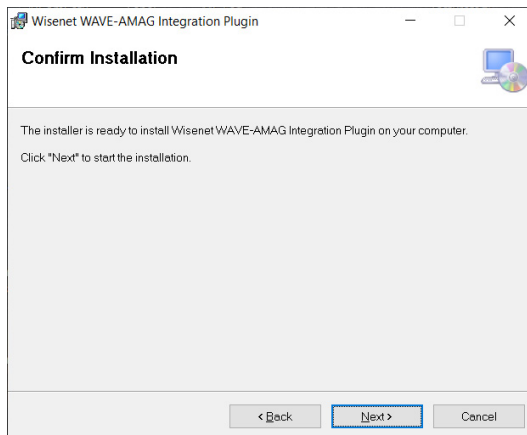 Wisenet WAVE-AMAG Integration Plugin
Confirm Installation
The installer is ready to install Wisenet WAVE-AMAG Integration Plugin on your computer.
Click "Next" to start the installation.
< Back
Next >
Cancel